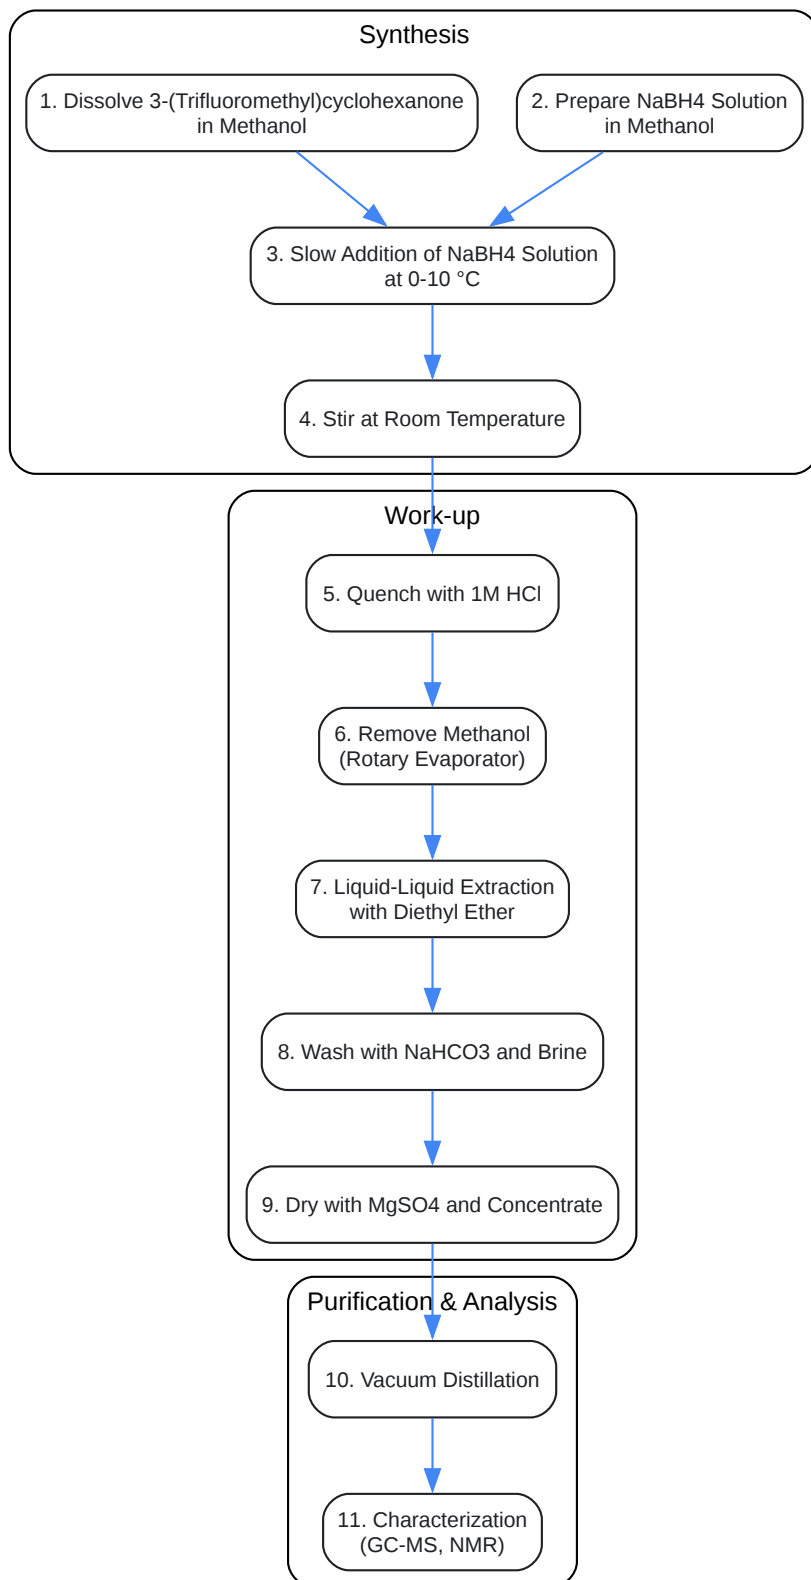 Synthesis
1. Dissolve 3-(Trifluoromethyl)cyclohexanone
in Methanol
2. Prepare NaBH4 Solution
in Methanol
3. Slow Addition of NaBH4 Solution
at 0-10 °C
4. Stir at Room Temperature
Work-up
5. Quench with 1M HCl
6. Remove Methanol
(Rotary Evaporator)
7. Liquid-Liquid Extraction
with Diethyl Ether
8. Wash with NaHCO3 and Brine
9. Dry with MgSO4 and Concentrate
Purification & Analysis
10. Vacuum Distillation
11. Characterization
(GC-MS, NMR)